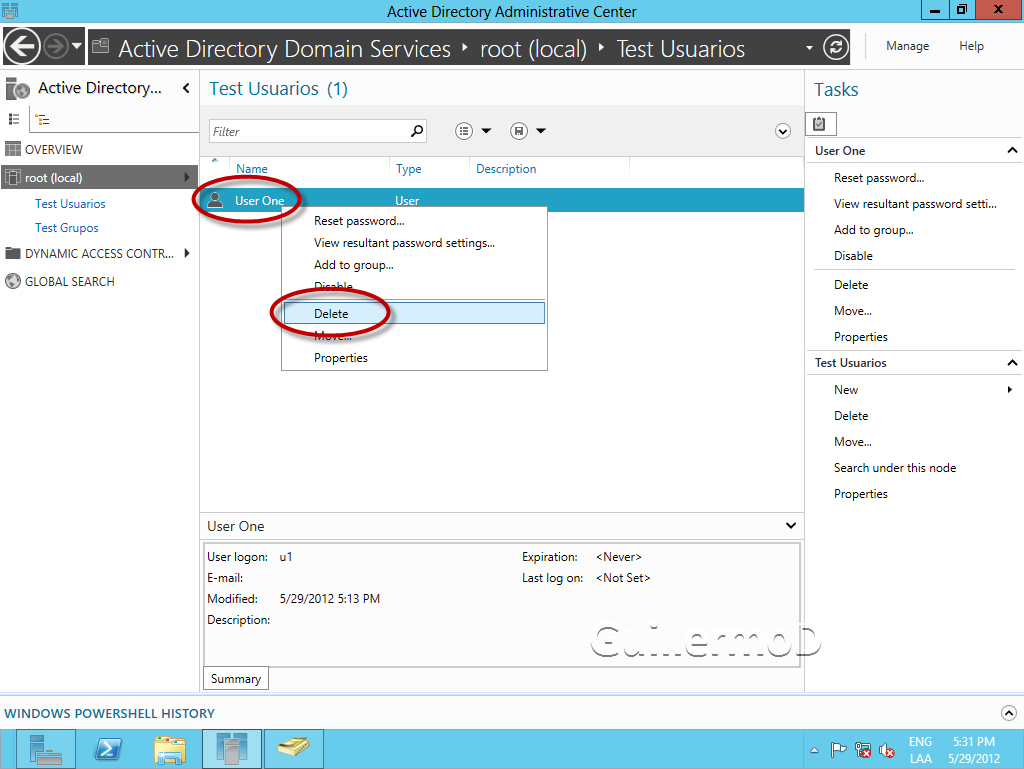 Active Directory Administrative Center
Active Directory Domain Services • root (local) • Test Usuarios
Manage Help
Active Directory...
OVERVIEW
root (local)
Test Usuarios
Test Grupos
DYNAMIC ACCESS CONTR...
GLOBAL SEARCH
Test Usuarios (1)
Filter
Name Type Description
User One User
Reset password...
View resultant password settings...
Add to group...
Disable
Delete
Move...
Properties
User One
User logon: u1
E-mail:
Modified: 5/29/2012 5:13 PM
Description:
Expiration: <Never>
Last log on: <Not Set>
GuillermoD
Summary
Tasks
User One
Reset password...
View resultant password setti...
Add to group...
Disable
Delete
Move...
Properties
Test Usuarios
New
Delete
Move...
Search under this node
Properties
WINDOWS POWERSHELL HISTORY
ENG
LAA
5:31 PM
5/29/2012